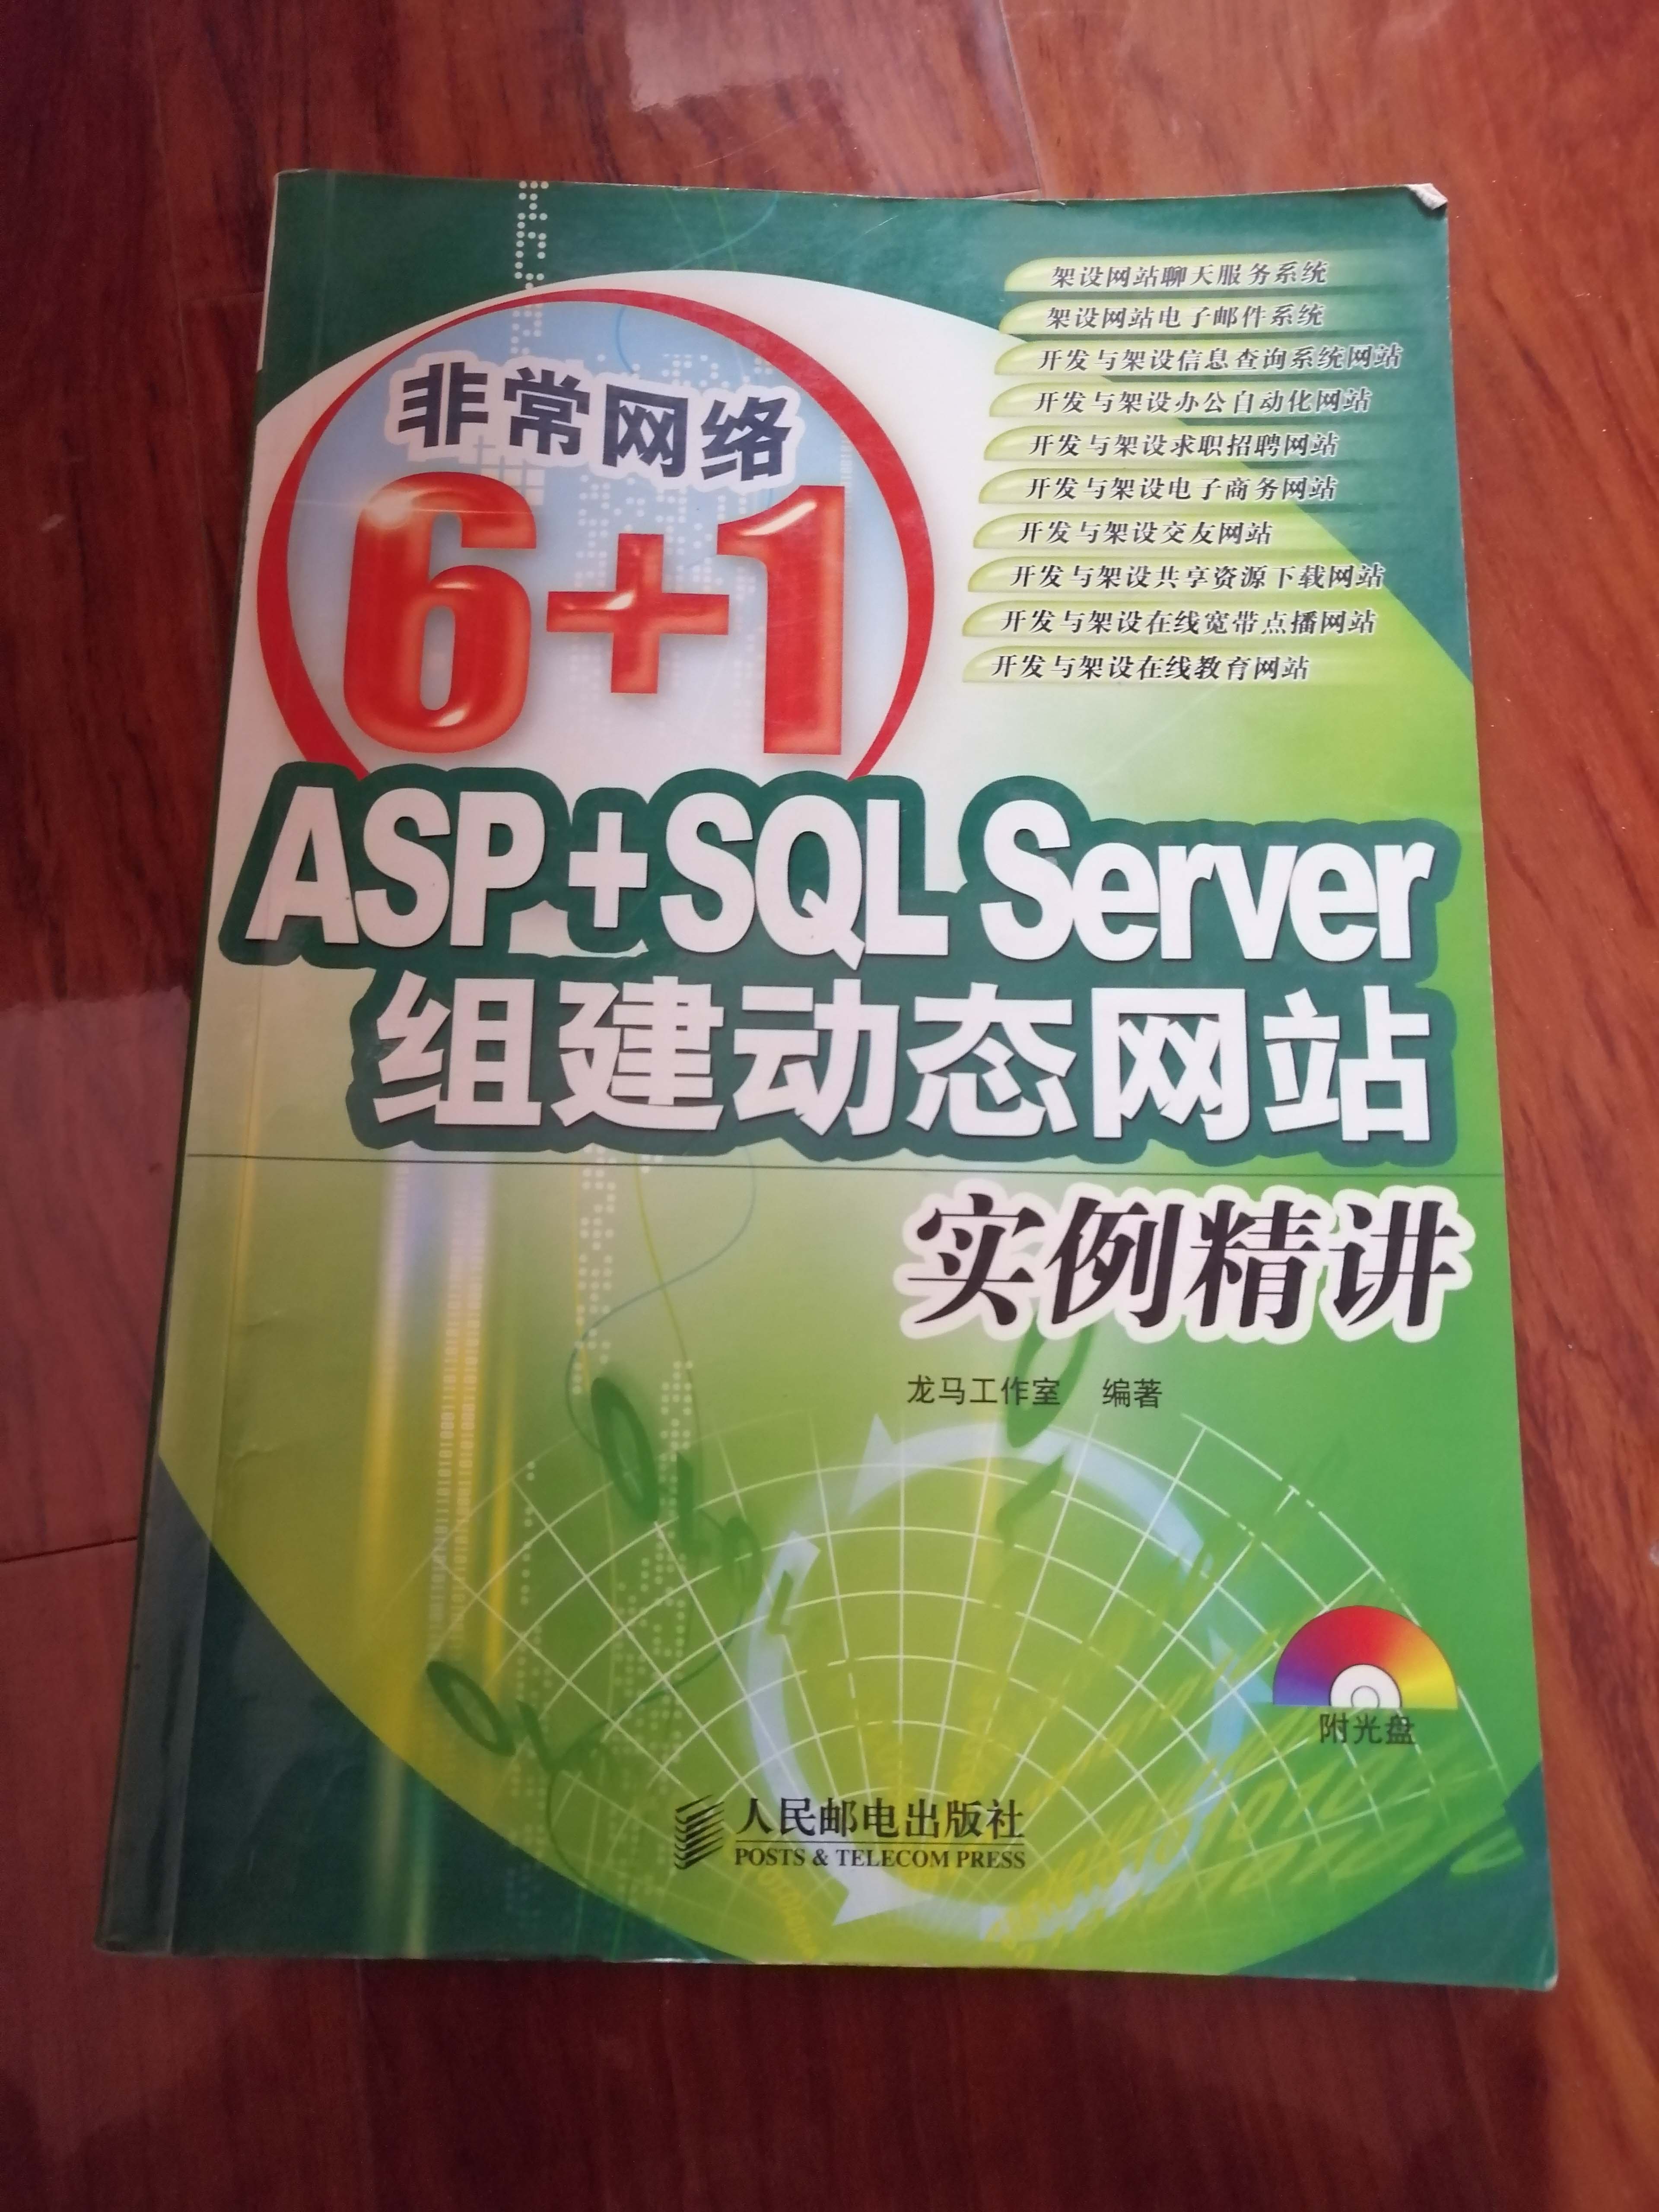 架设网站聊天服务系统
架设网站电子邮件系统
开发与架设信息查询系统网站
开发与架设办公自动化网站
开发与架设求职招聘网站
开发与架设电子商务网站
开发与架设交友网站
开发与架设共享资源下载网站
开发与架设在线宽带点播网站
开发与架设在线教育网站
非常网络
6+1
ASP+SQL Server
组建动态网站
实例精讲
龙马工作室 编著
附光盘
人民邮电出版社
POSTS & TELECOM PRESS